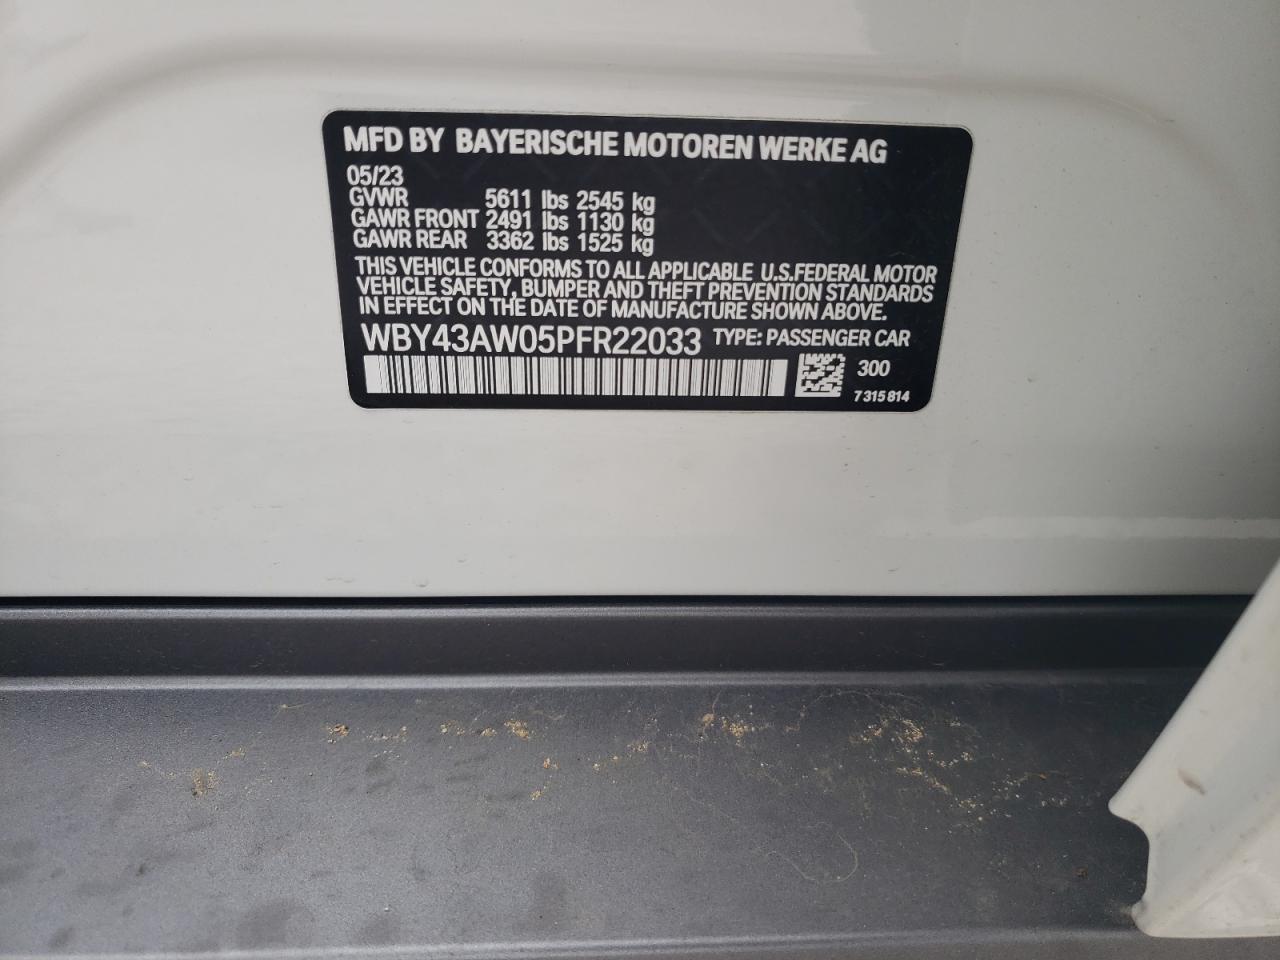 MFD BY BAYERISCHE MOTOREN WERKE AG
05/23
GVWR 5611 lbs 2545 kg
GAWR FRONT 2491 lbs 1130 kg
GAWR REAR 3362 lbs 1525 kg
THIS VEHICLE CONFORMS TO ALL APPLICABLE U.S.FEDERAL MOTOR
VEHICLE SAFETY, BUMPER AND THEFT PREVENTION STANDARDS
IN EFFECT ON THE DATE OF MANUFACTURE SHOWN ABOVE.
WBY43AW05PFR22033 TYPE: PASSENGER CAR
300
7 315 814